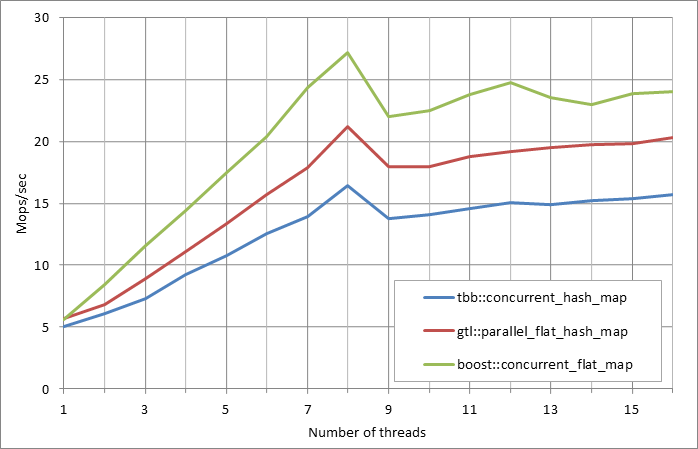 30
25
20
15
10
5
0
Mops/sec
tbb::concurrent_hash_map
gtl::parallel_flat_hash_map
boost::concurrent_flat_map
1 3 5 7 9 11 13 15
Number of threads